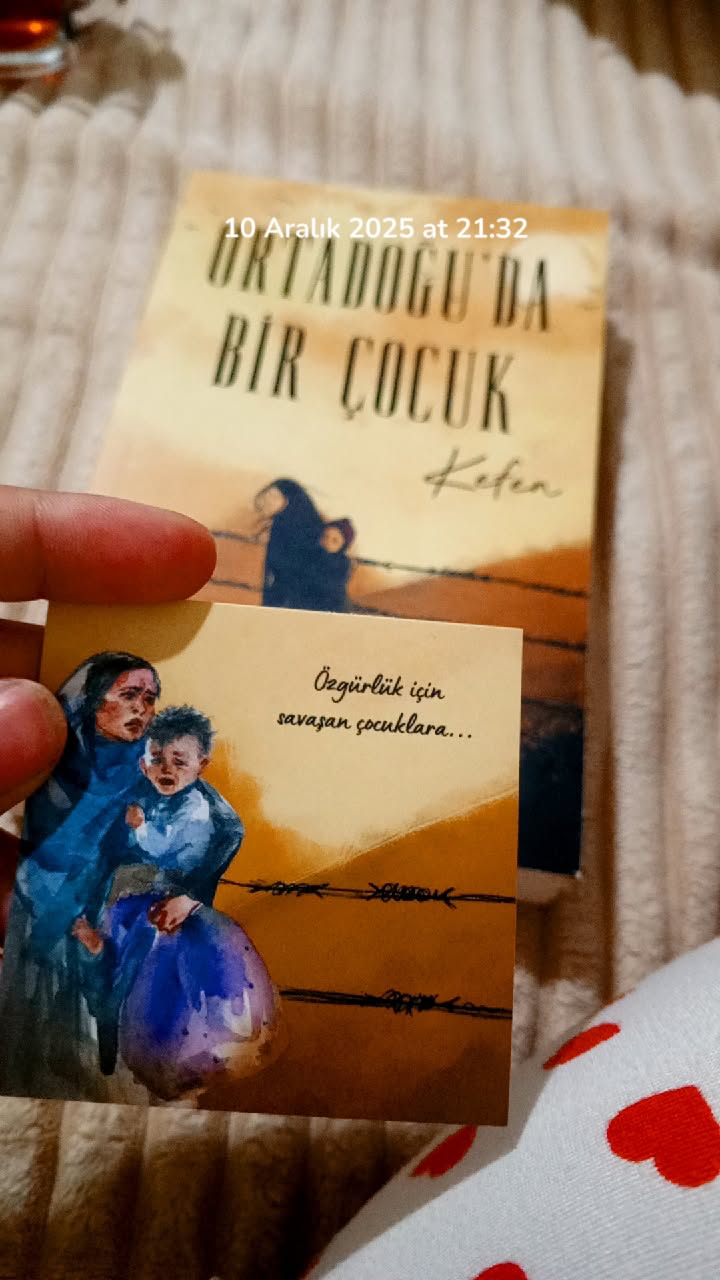 10 Aralık 2025 at 21:32
ORTADOĞU'DA
BİR ÇOCUK
Kefen
Özgürlük için
savaşan çocuklara...